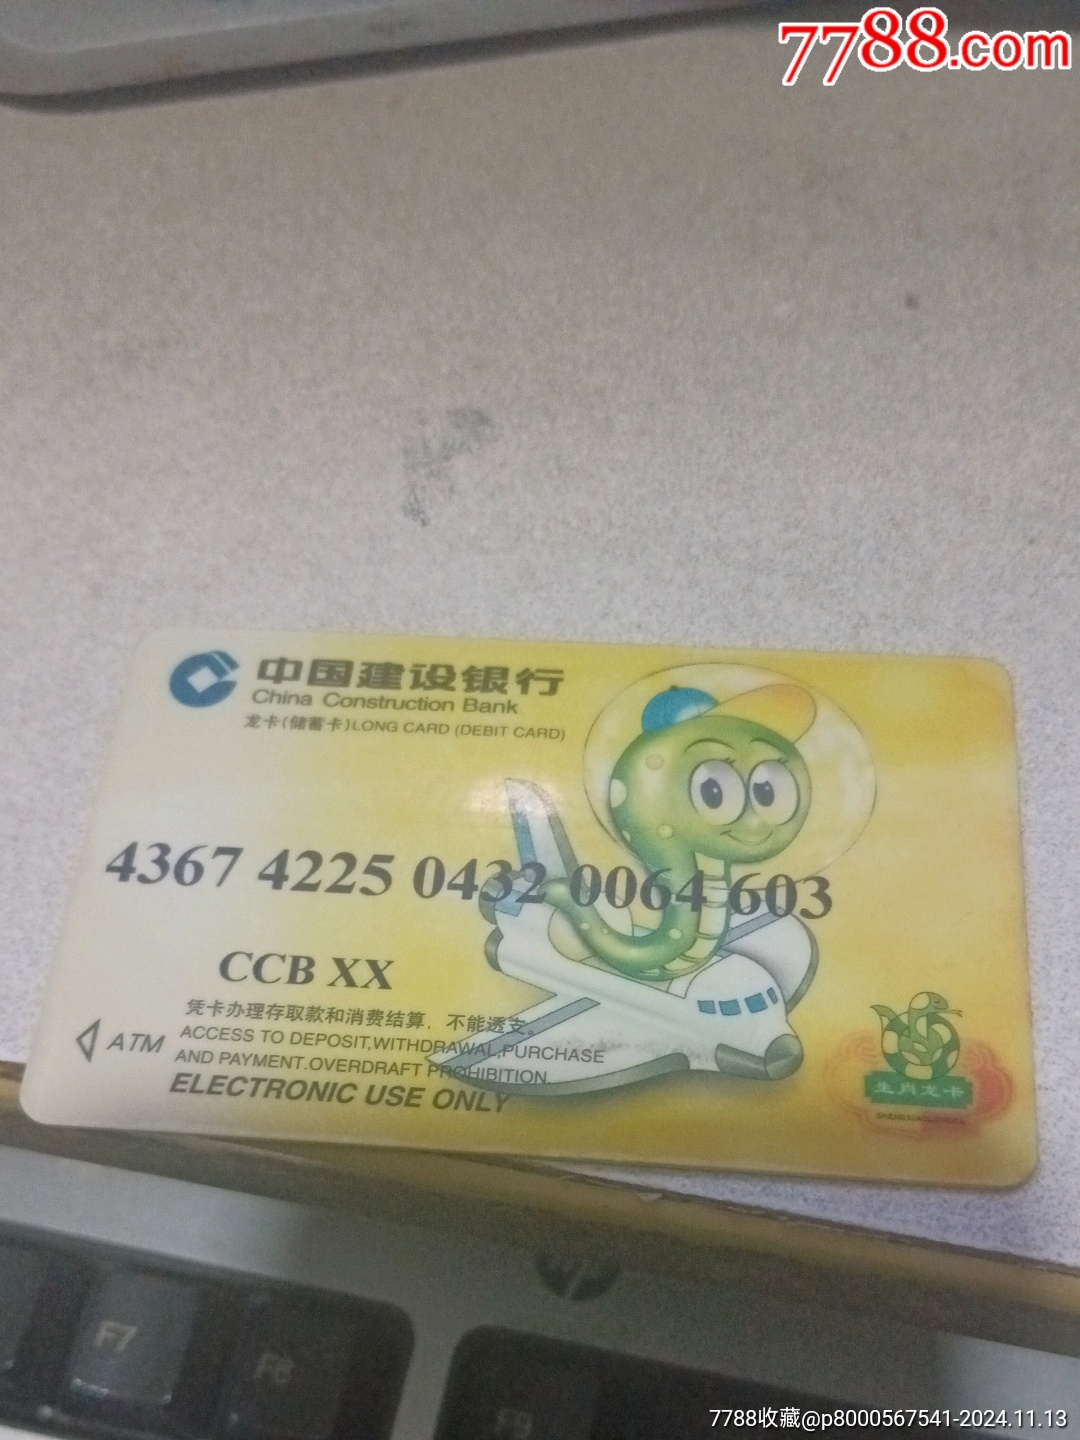 7788.com
中国建设银行
China Construction Bank
龙卡(储蓄卡)LONG CARD (DEBIT CARD)
4367 4225 0432 0064 603
CCB XX
凭卡办理存取款和消费结算，不能透支。
ACCESS TO DEPOSIT,WITHDRAWAL,PURCHASE
ATM
AND PAYMENT.OVERDRAFT PROHIBITION
ELECTRONIC USE ONLY
生肖龙卡
F7
7788收藏@p8000567541-2024.11.13